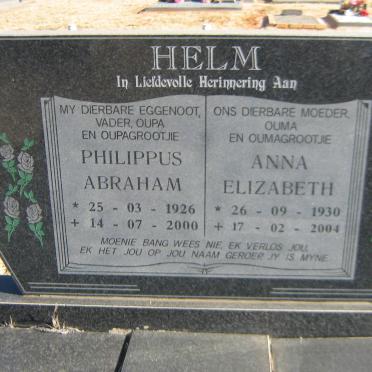 HELM
In Liefdevolle Herinnering Aan
MY DIERBARE EGGENOOT,
VADER, OUPA
EN OUPAGROOTJIE
PHILIPPUS
ABRAHAM
* 25 - 03 - 1926
+ 14 - 07 - 2000
ONS DIERBARE MOEDER,
OUMA
EN OUMAGROOTJIE
ANNA
ELIZABETH
* 26 - 09 - 1930
+ 17 - 02 - 2004
MOENIE BANG WEES NIE, EK VERLOS JOU,
EK HET JOU OP JOU NAAM GEROEP, JY IS MYNE.